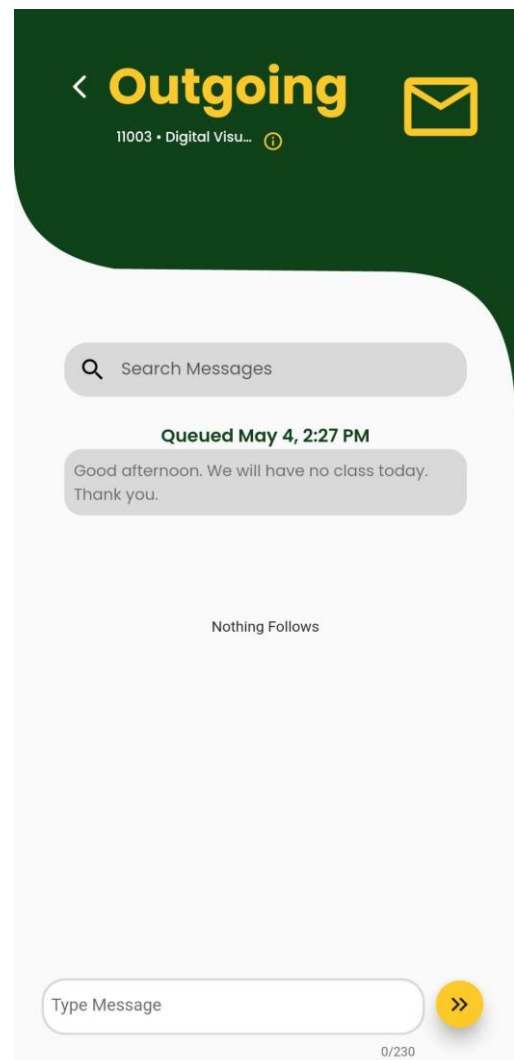 Outgoing
11003 • Digital Visu...
Search Messages
Queued May 4, 2:27 PM
Good afternoon. We will have no class today.
Thank you.
Nothing Follows
Type Message
0/230